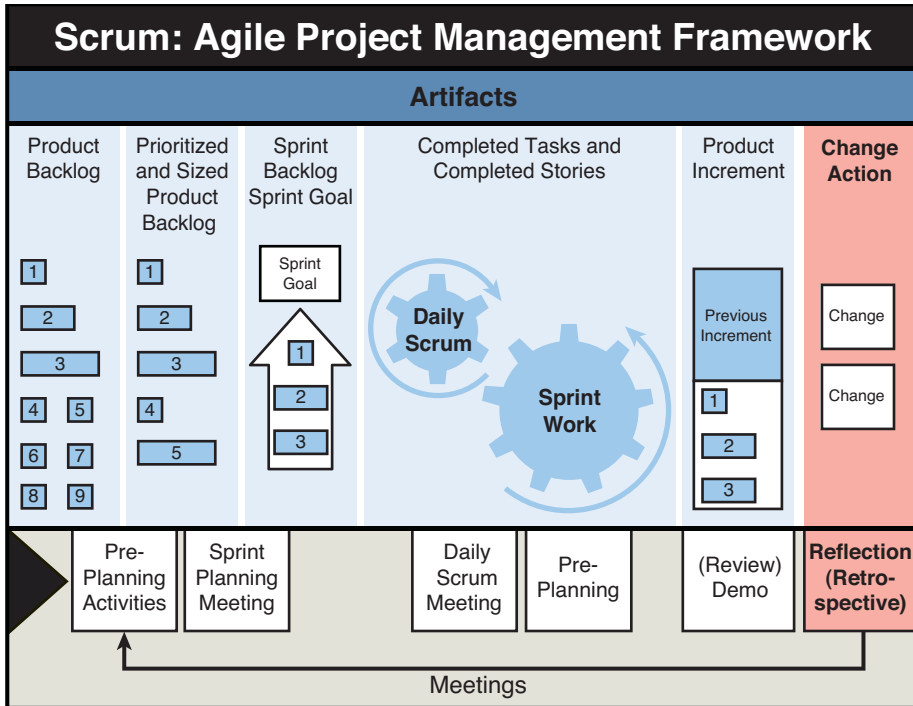 Scrum: Agile Project Management Framework
Artifacts
Product
Backlog
Prioritized
and Sized
Product
Backlog
Sprint
Backlog
Sprint Goal
Completed Tasks and
Completed Stories
Product
Increment
Change
Action
1
2
3
4 5
6 7
8 9
1
2
3
4
5
Sprint
Goal
1
2
3
Daily
Scrum
Sprint
Work
Previous
Increment
1
2
3
Change
Change
Pre-
Planning
Activities
Sprint
Planning
Meeting
Daily
Scrum
Meeting
Pre-
Planning
(Review)
Demo
Reflection
(Retro-
spective)
Meetings